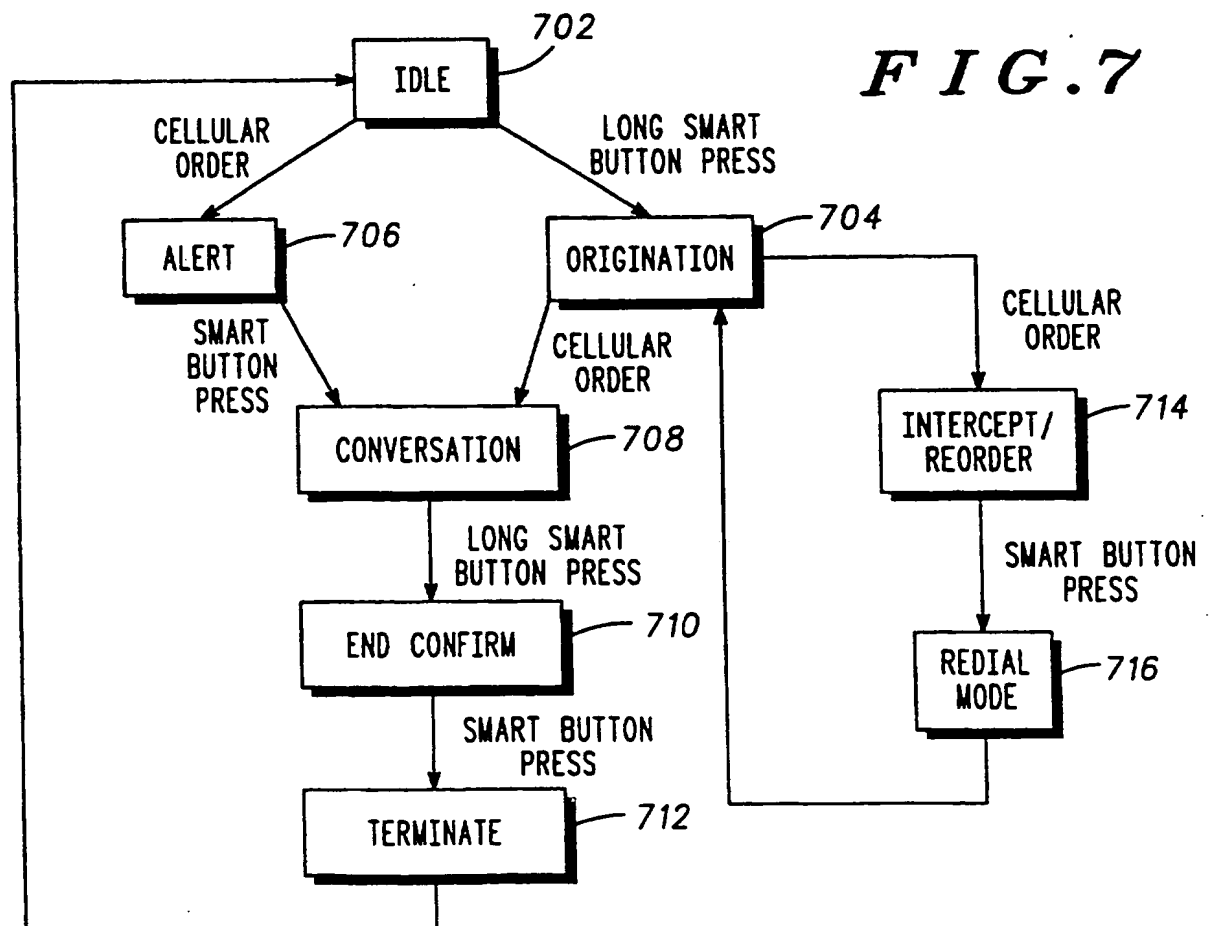 702
FIG.7
IDLE
CELLULAR
ORDER
LONG SMART
BUTTON PRESS
704
706
ALERT
ORIGINATION
SMART
BUTTON
PRESS
CELLULAR
ORDER
CELLULAR
ORDER
CONVERSATION
708
INTERCEPT/
REORDER
714
LONG SMART
BUTTON PRESS
SMART BUTTON
PRESS
END CONFIRM
710
REDIAL
MODE
716
SMART BUTTON
PRESS
TERMINATE
712